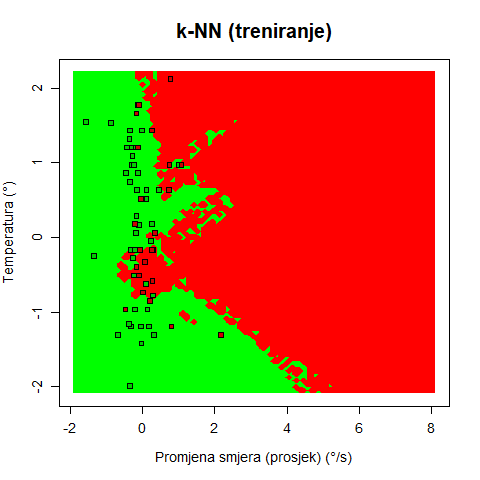 k-NN (treniranje)
Temperatura (°)
2
1
0
-1
-2
-2 0 2 4 6 8
Promjena smjera (prosjek) (°/s)